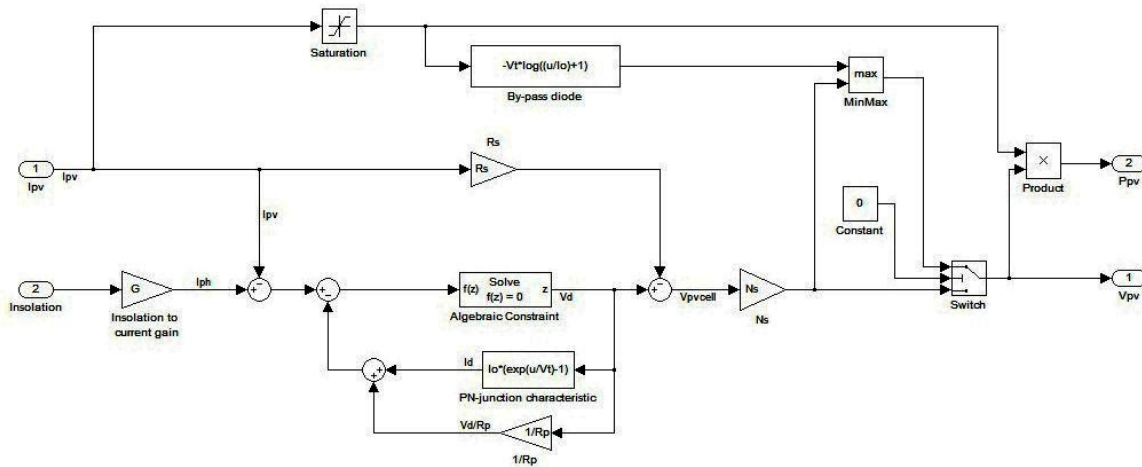 Saturation
-Vt*log((u/Io)+1)
By-pass diode
max
MinMax
Rs
Rs
1
Ipv
Ipv
Ipv
×
Product
2
Ppv
0
Constant
2
Insolation
G
Insolation to
current gain
Iph
f(z)
Solve
f(z) = 0
z
Algebraic Constraint
Vd
Vpvcell
Ns
Ns
Switch
1
Vpv
Id
Io*(exp(u/Vt)-1)
PN-junction characteristic
Vd/Rp
1/Rp
1/Rp